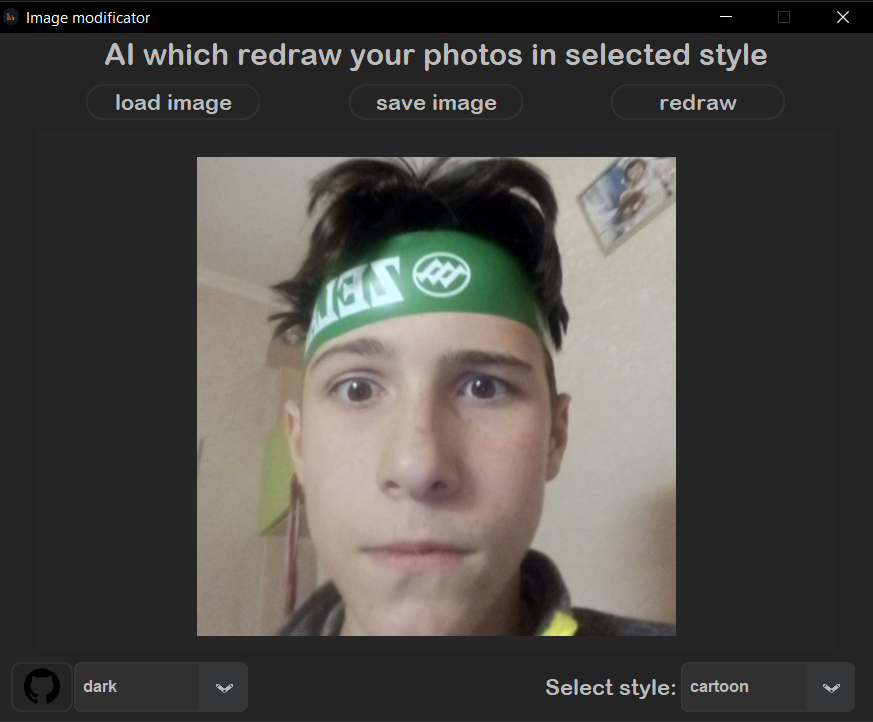 Image modificator
AI which redraw your photos in selected style
load image
save image
redraw
dark
Select style:
cartoon